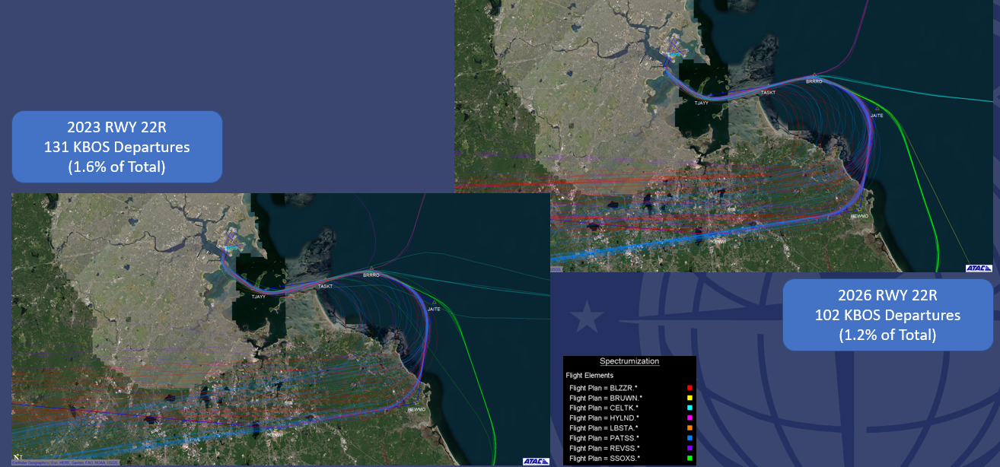 2023 RWY 22R
131 KBOS Departures
(1.6% of Total)
BRRRO
TASKT
TJAYY
JAITE
HEWMO
ATAC
BRRRO
TASKT
TJAYY
JAITE
HEWMO
ATAC
2026 RWY 22R
102 KBOS Departures
(1.2% of Total)
Spectrumization
Flight Elements
Flight Plan = BLZZR.*
Flight Plan = BRUWN.*
Flight Plan = CELTK.*
Flight Plan = HYLND.*
Flight Plan = LBSTA.*
Flight Plan = PATSS.*
Flight Plan = REVSS.*
Flight Plan = SSOXS.*